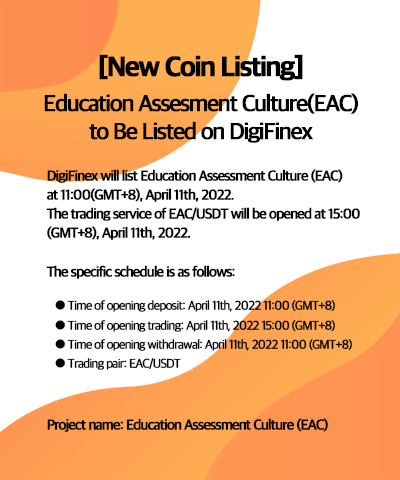 [New Coin Listing]
Education Assesment Culture(EAC)
to Be Listed on DigiFinex
DigiFinex will list Education Assessment Culture (EAC)
at 11:00(GMT+8), April 11th, 2022.
The trading service of EAC/USDT will be opened at 15:00
(GMT+8), April 11th, 2022.
The specific schedule is as follows:
● Time of opening deposit: April 11th, 2022 11:00 (GMT+8)
● Time of opening trading: April 11th, 2022 15:00 (GMT+8)
● Time of opening withdrawal: April 11th, 2022 11:00 (GMT+8)
● Trading pair: EAC/USDT
Project name: Education Assessment Culture (EAC)